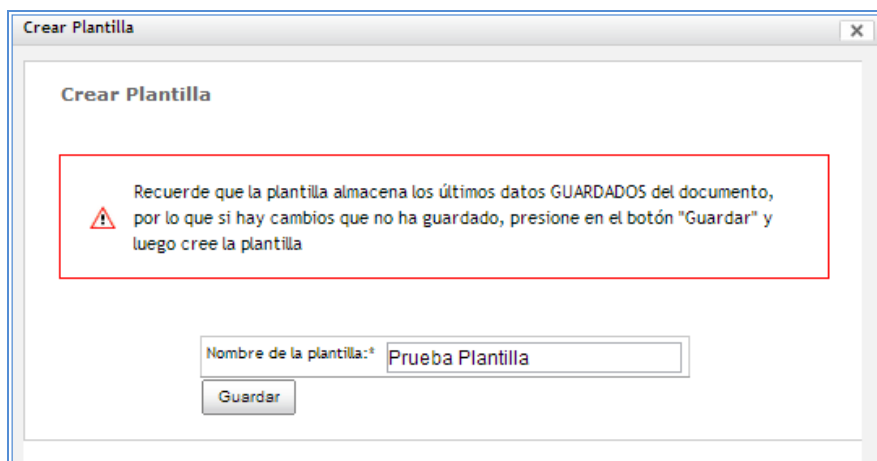 Crear Plantilla
Crear Plantilla
Recuerde que la plantilla almacena los últimos datos GUARDADOS del documento,
por lo que si hay cambios que no ha guardado, presione en el botón "Guardar" y
luego cree la plantilla
Nombre de la plantilla:* Prueba Plantilla
Guardar